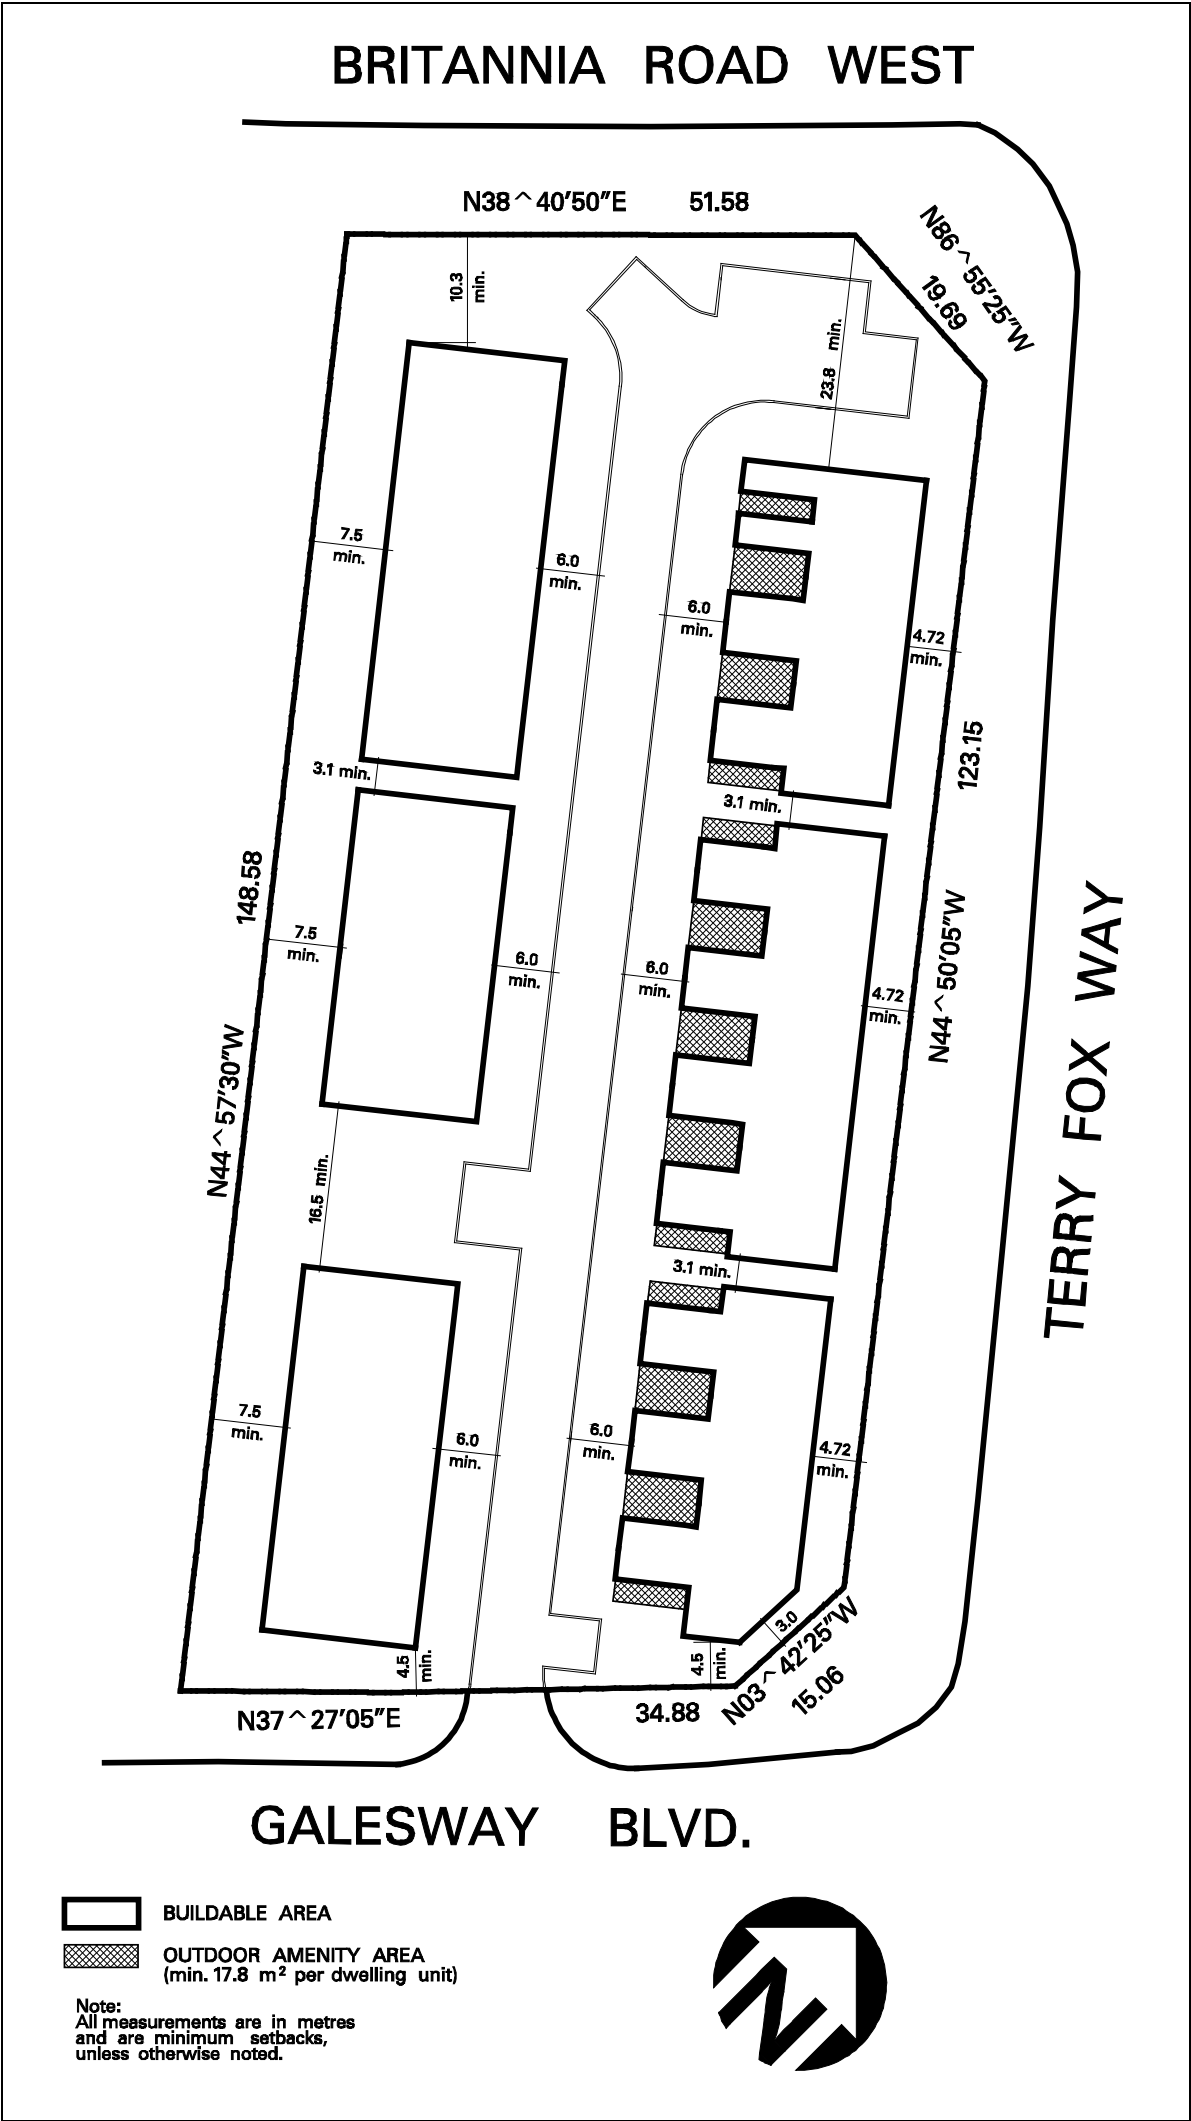 BRITANNIA ROAD WEST
N38^40'50"E 51.58
N86^55'25"W
19.69
10.3
min.
23.8 min.
7.5
min.
6.0
min.
6.0
min.
4.72
min.
123.15
3.1 min.
3.1 min.
148.58
7.5
min.
6.0
min.
6.0
min.
4.72
min.
N44^50'05"W
TERRY FOX WAY
N44^57'30"W
16.5 min.
3.1 min.
7.5
min.
6.0
min.
6.0
min.
4.72
min.
3.0
4.5
min.
4.5
min.
N03^42'25"W
15.06
N37^27'05"E
34.88
GALESWAY BLVD.
BUILDABLE AREA
OUTDOOR AMENITY AREA
(min. 17.8 m² per dwelling unit)
Note:
All measurements are in metres
and are minimum setbacks,
unless otherwise noted.
N